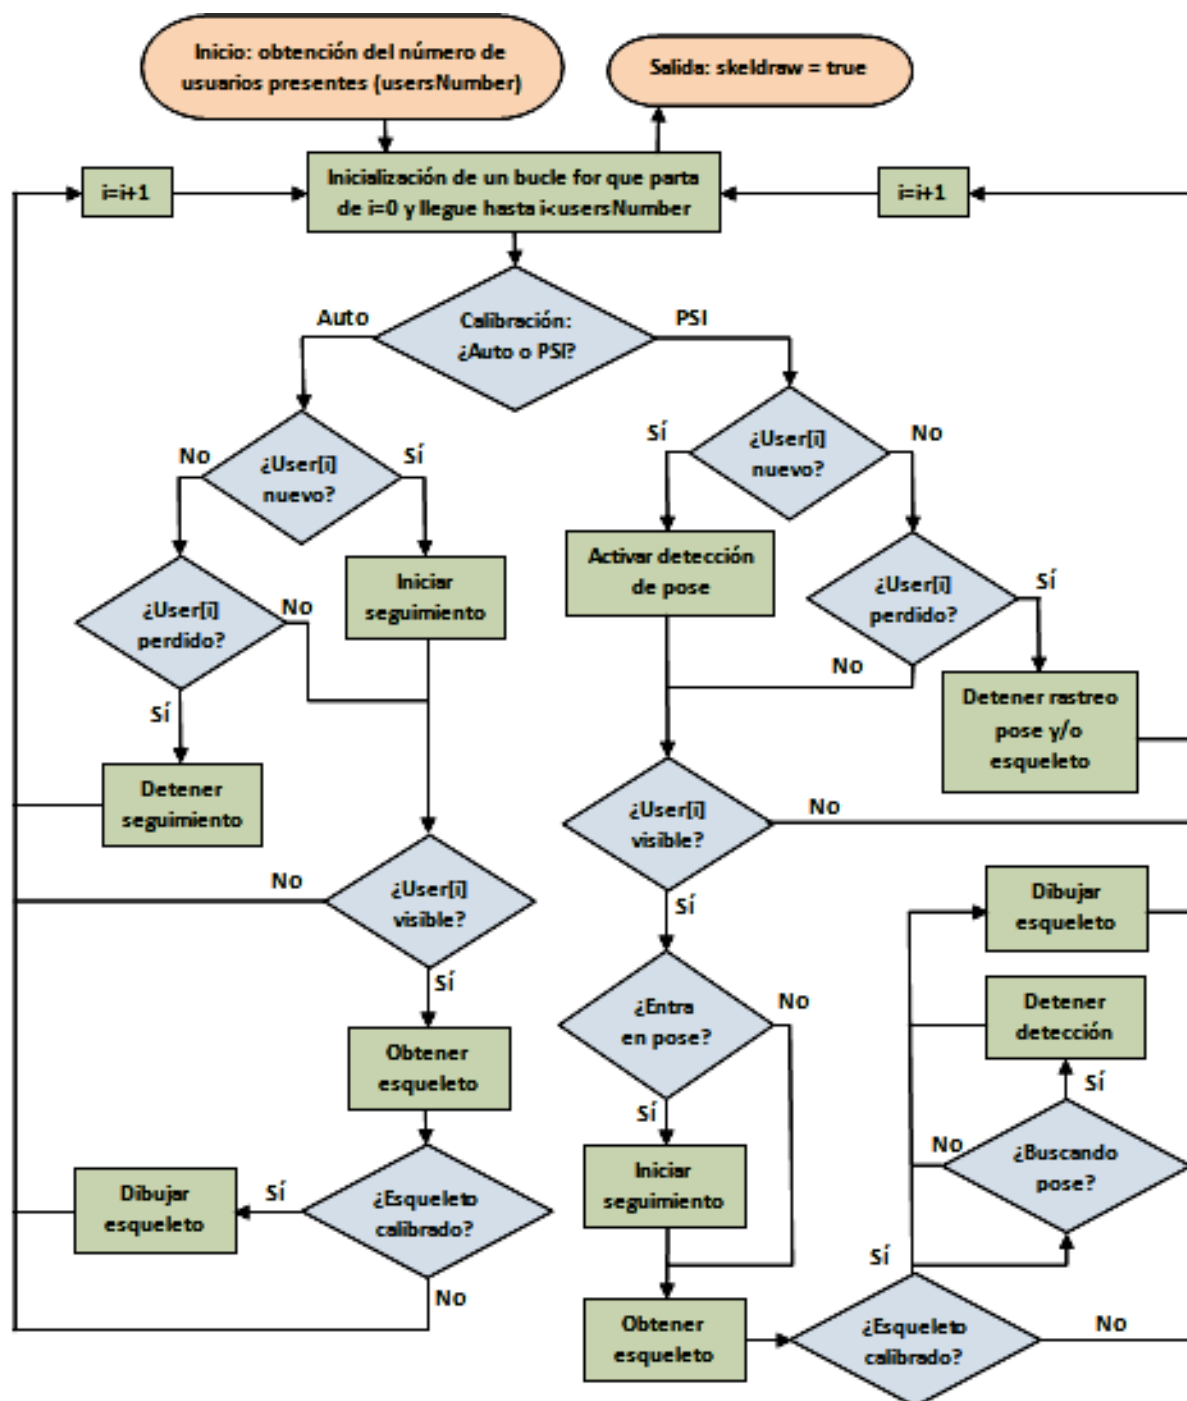 Inicio: obtención del número de
usuarios presentes (usersNumber)
Salida: skeldraw = true
i=i+1
Inicialización de un bucle for que parta
de i=0 y llegue hasta i<usersNumber
i=i+1
Auto
Calibración:
¿Auto o PSI?
PSI
No
¿User[i]
nuevo?
Sí
Sí
¿User[i]
nuevo?
No
¿User[i]
perdido?
No
Iniciar
seguimiento
Activar detección
de pose
¿User[i]
perdido?
Sí
No
Sí
Detener
seguimiento
Detener rastreo
pose y/o
esqueleto
¿User[i]
visible?
No
No
¿User[i]
visible?
Sí
Sí
Dibujar
esqueleto
Obtener
esqueleto
¿Entra
en pose?
No
Detener
detección
Sí
Sí
No
¿Buscando
pose?
Dibujar
esqueleto
Sí
¿Esqueleto
calibrado?
No
Iniciar
seguimiento
Obtener
esqueleto
Sí
¿Esqueleto
calibrado?
No